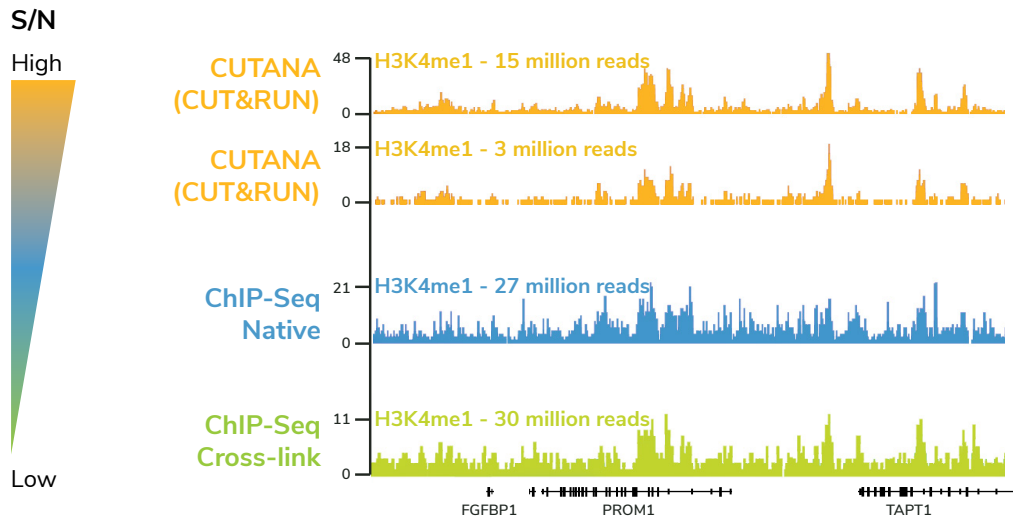 S/N
High
CUTANA
(CUT&RUN)
48
0
H3K4me1 - 15 million reads
CUTANA
(CUT&RUN)
18
0
H3K4me1 - 3 million reads
ChIP-Seq
Native
21
0
H3K4me1 - 27 million reads
ChIP-Seq
Cross-link
11
0
H3K4me1 - 30 million reads
Low
FGFBP1
PROM1
TAPT1